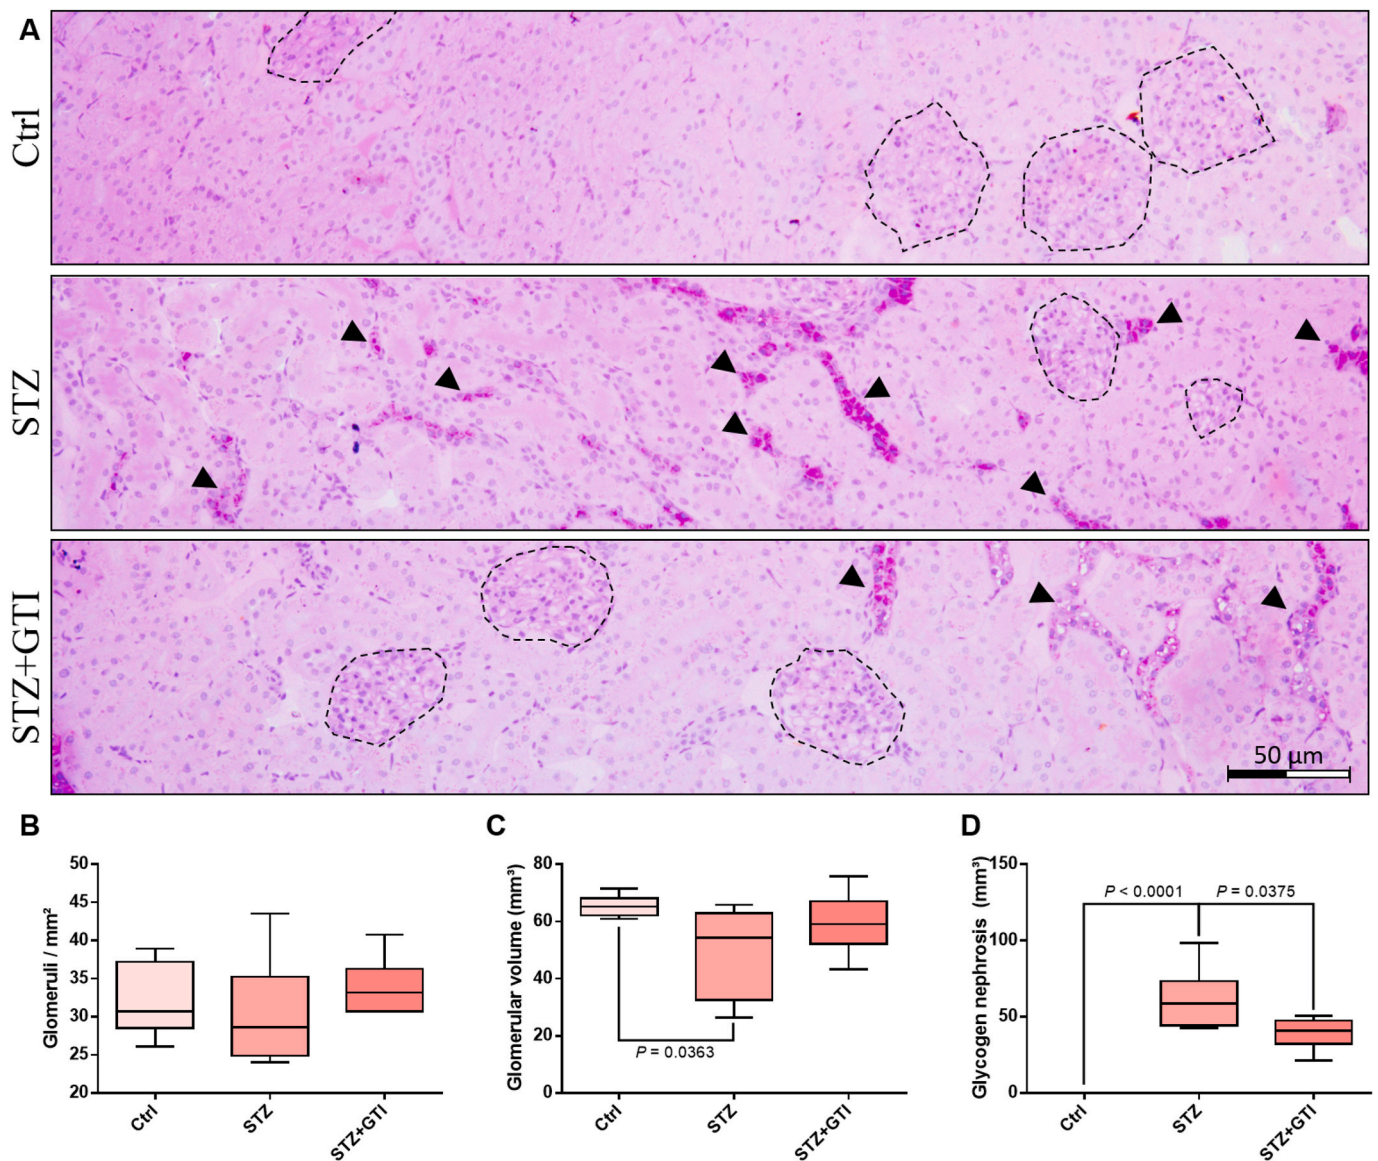 A
Ctrl
STZ
STZ+GTI
50 µm
B
Glomeruli / mm²
50
45
40
35
30
25
20
Ctrl
STZ
STZ+GTI
C
Glomerular volume (mm³)
80
60
40
20
0
P = 0.0363
Ctrl
STZ
STZ+GTI
D
Glycogen nephrosis (mm³)
150
100
50
0
P < 0.0001
P = 0.0375
Ctrl
STZ
STZ+GTI